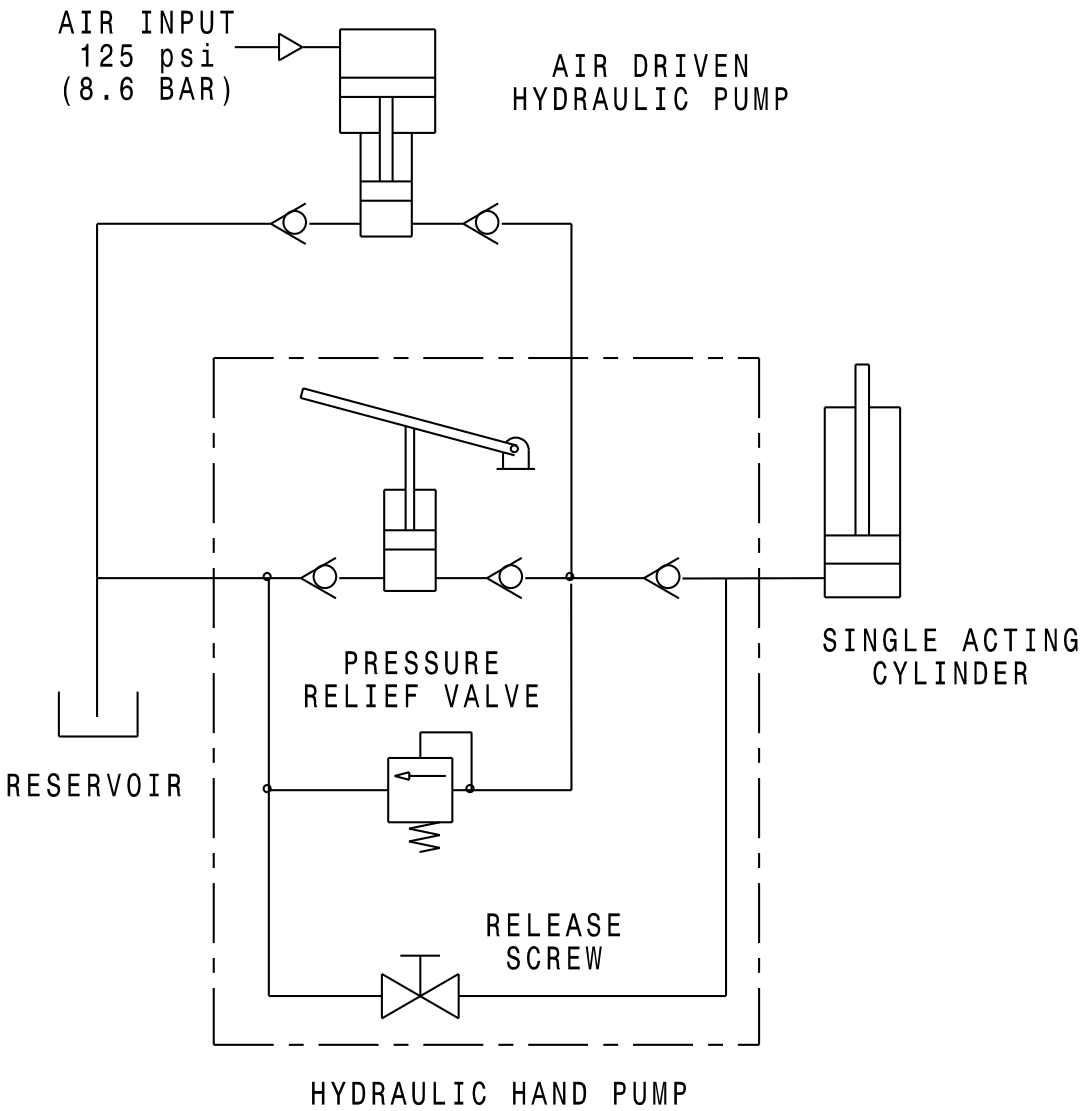 AIR INPUT
125 psi
(8.6 BAR)
AIR DRIVEN
HYDRAULIC PUMP
SINGLE ACTING
CYLINDER
PRESSURE
RELIEF VALVE
RESERVOIR
RELEASE
SCREW
HYDRAULIC HAND PUMP